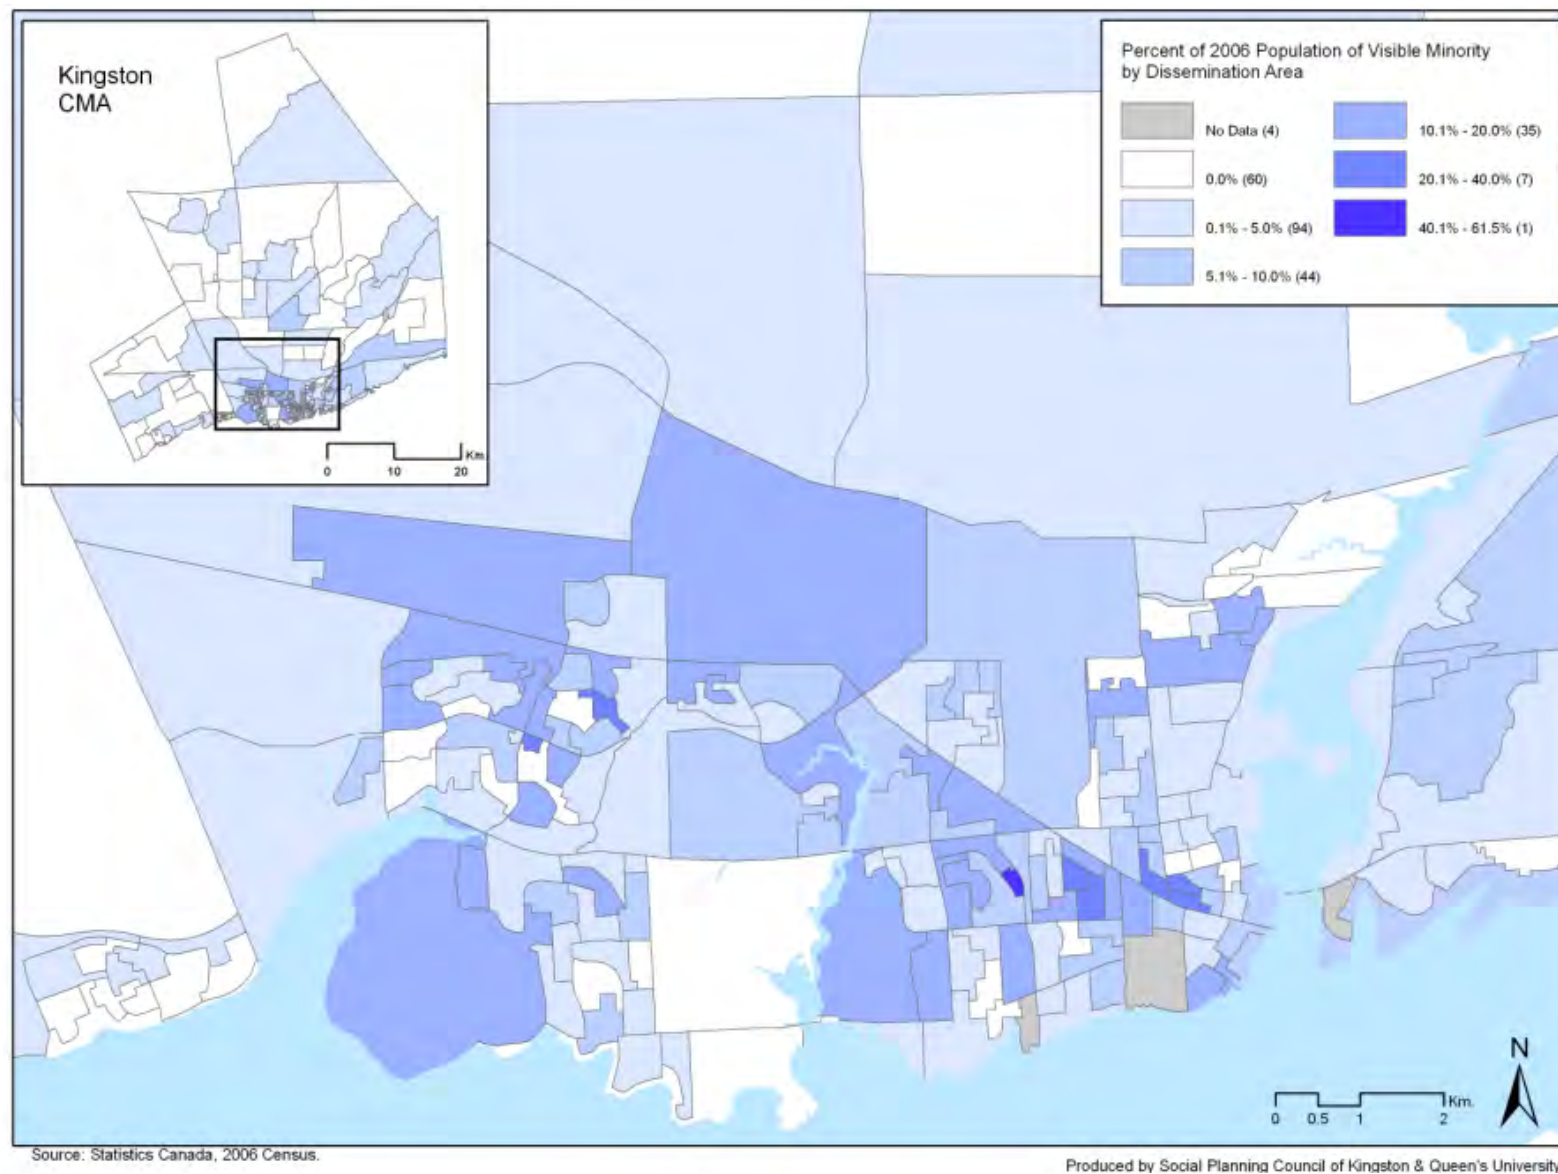 Kingston
CMA
0
10
20
Km.
Percent of 2006 Population of Visible Minority
by Dissemination Area
No Data (4)
0.0% (60)
0.1% - 5.0% (94)
5.1% - 10.0% (44)
10.1% - 20.0% (35)
20.1% - 40.0% (7)
40.1% - 61.5% (1)
N
Km.
0
0.5
1
2
Source: Statistics Canada, 2006 Census.
Produced by Social Planning Council of Kingston & Queen's University